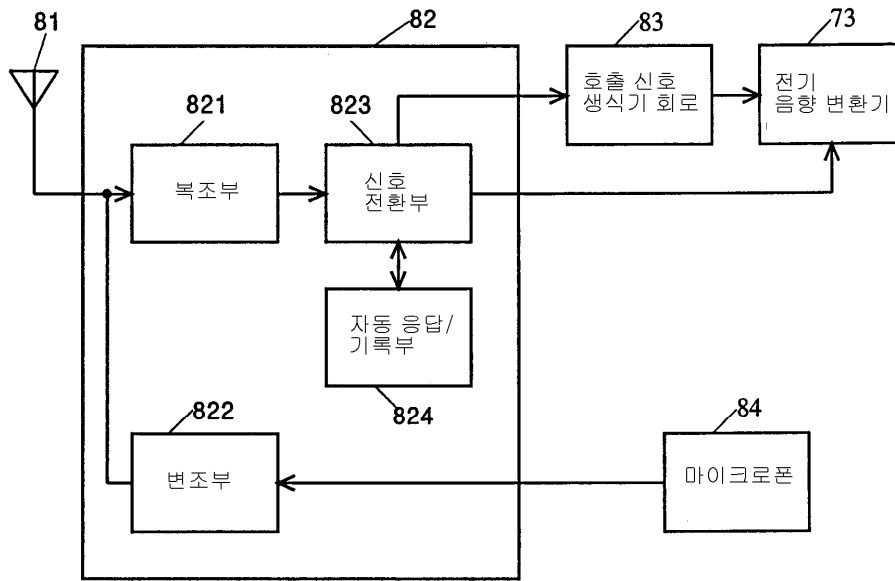 81
82
83
73
호출 신호
생식기 회로
전기
음향 변환기
821
823
복조부
신호
전환부
자동 응답/
기록부
824
822
변조부
84
마이크로폰